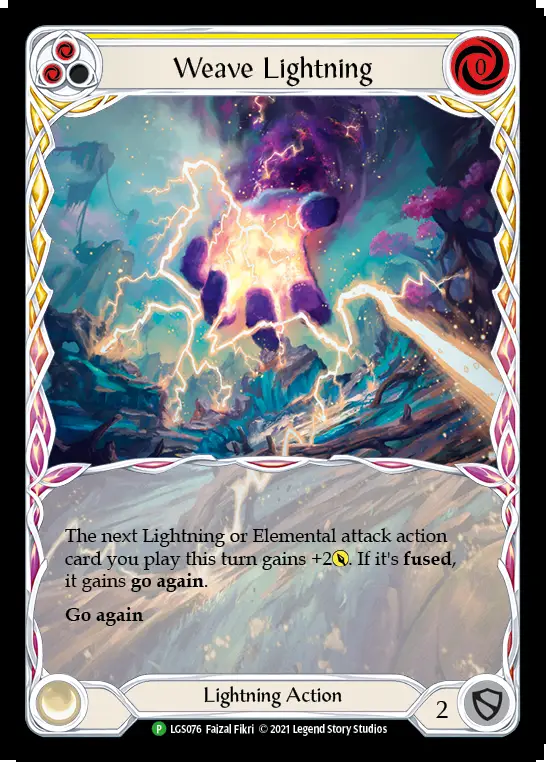 Weave Lightning
0
The next Lightning or Elemental attack action
card you play this turn gains +2. If it's fused,
it gains go again.
Go again
Lightning Action
2
P LGS076 Faizal Fikri © 2021 Legend Story Studios